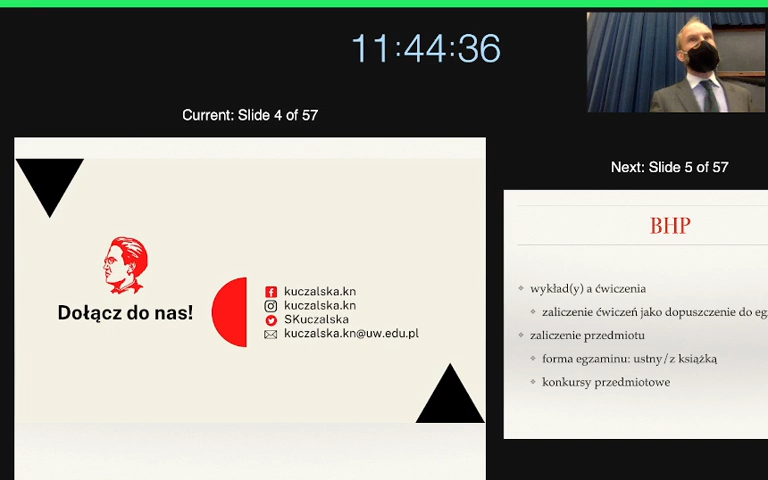 11:44:36
Current: Slide 4 of 57
Dołącz do nas!
kuczalska.kn
kuczalska.kn
SKuczalska
kuczalska.kn@uw.edu.pl
Next: Slide 5 of 57
BHP
wykład(y) a ćwiczenia
zaliczenie ćwiczeń jako dopuszczenie do
zaliczenie przedmiotu
forma egzaminu: ustny/z książką
konkursy przedmiotowe